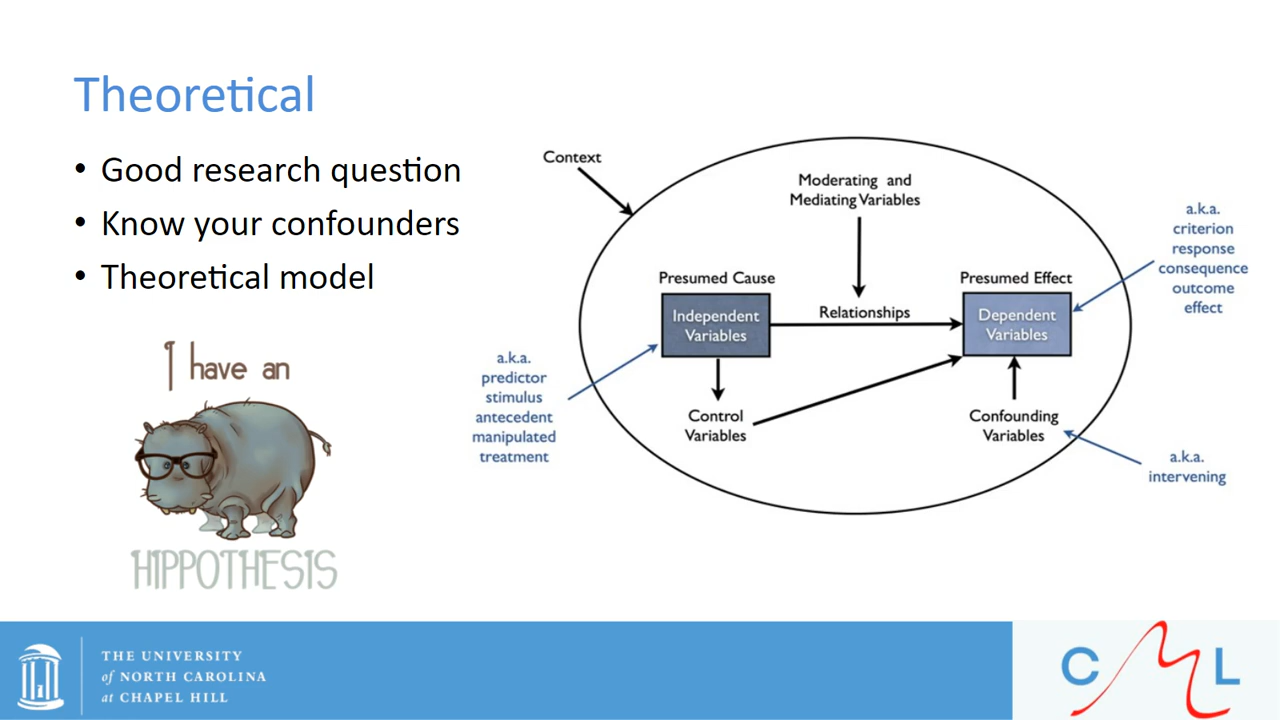 Theoretical
• Good research question
• Know your confounders
• Theoretical model
I have an
HIPPOTHESIS
Context
Moderating and
Mediating Variables
Presumed Cause
Independent
Variables
Relationships
Presumed Effect
Dependent
Variables
Control
Variables
Confounding
Variables
a.k.a.
predictor
stimulus
antecedent
manipulated
treatment
a.k.a.
criterion
response
consequence
outcome
effect
a.k.a.
intervening
THE UNIVERSITY
of NORTH CAROLINA
at CHAPEL HILL
CML